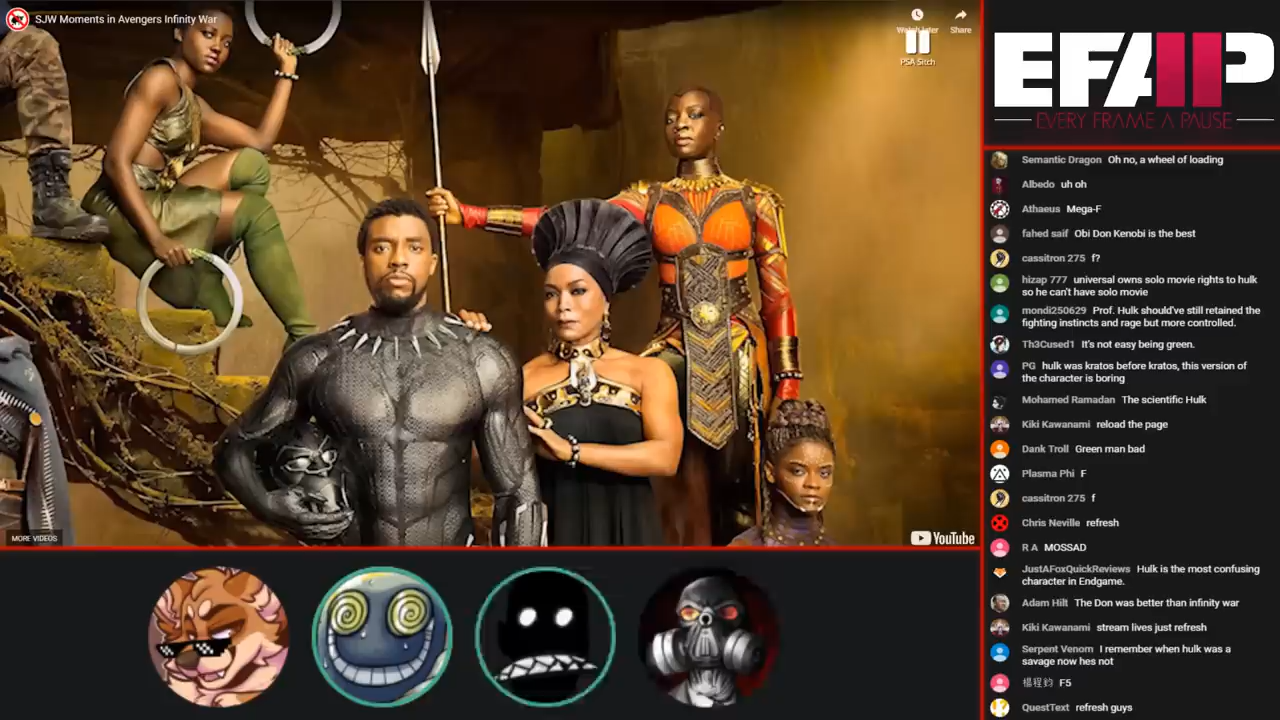 SJW Moments in Avengers Infinity War
Watch later
Share
PSA Sitch
MORE VIDEOS
YouTube
EFAP
EVERY FRAME A PAUSE
Semantic Dragon Oh no, a wheel of loading
Albedo uh oh
Athaeus Mega-F
fahed saif Obi Don Kenobi is the best
cassitron 275 f?
hizap 777 universal owns solo movie rights to hulk
so he can't have solo movie
mondi250629 Prof. Hulk should've still retained the
fighting instincts and rage but more controlled.
Th3Cused1 It's not easy being green.
PG hulk was kratos before kratos, this version of
the character is boring
Mohamed Ramadan The scientific Hulk
Kiki Kawanami reload the page
Dank Troll Green man bad
Plasma Phi F
cassitron 275 f
Chris Neville refresh
R A MOSSAD
JustAFoxQuickReviews Hulk is the most confusing
character in Endgame.
Adam Hilt The Don was better than infinity war
Kiki Kawanami stream lives just refresh
Serpent Venom I remember when hulk was a
savage now hes not
楊程鈞 F5
QuestText refresh guys